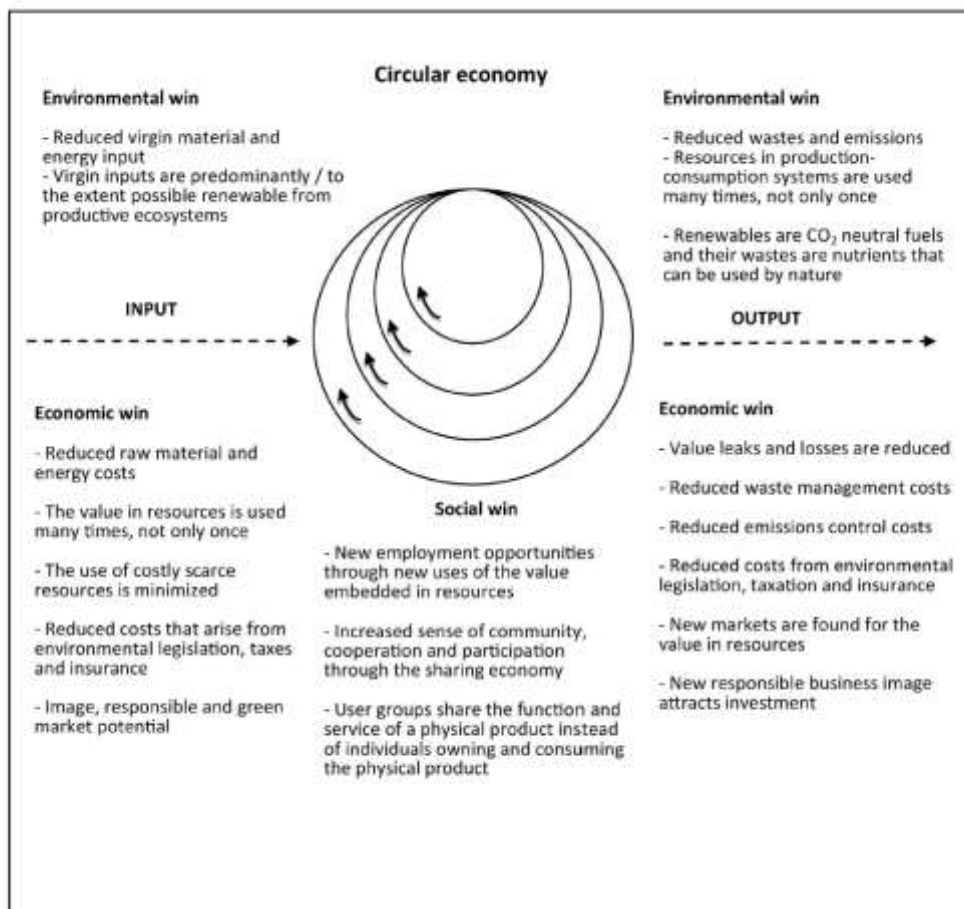 Circular economy
Environmental win
- Reduced virgin material and
energy input
- Virgin inputs are predominantly / to
the extent possible renewable from
productive ecosystems
INPUT
Economic win
- Reduced raw material and
energy costs
- The value in resources is used
many times, not only once
- The use of costly scarce
resources is minimized
- Reduced costs that arise from
environmental legislation, taxes
and insurance
- Image, responsible and green
market potential
Social win
- New employment opportunities
through new uses of the value
embedded in resources
- Increased sense of community,
cooperation and participation
through the sharing economy
- User groups share the function and
service of a physical product instead
of individuals owning and consuming
the physical product
Environmental win
- Reduced wastes and emissions
- Resources in production-
consumption systems are used
many times, not only once
- Renewables are CO₂ neutral fuels
and their wastes are nutrients that
can be used by nature
OUTPUT
Economic win
- Value leaks and losses are reduced
- Reduced waste management costs
- Reduced emissions control costs
- Reduced costs from environmental
legislation, taxation and insurance
- New markets are found for the
value in resources
- New responsible business image
attracts investment